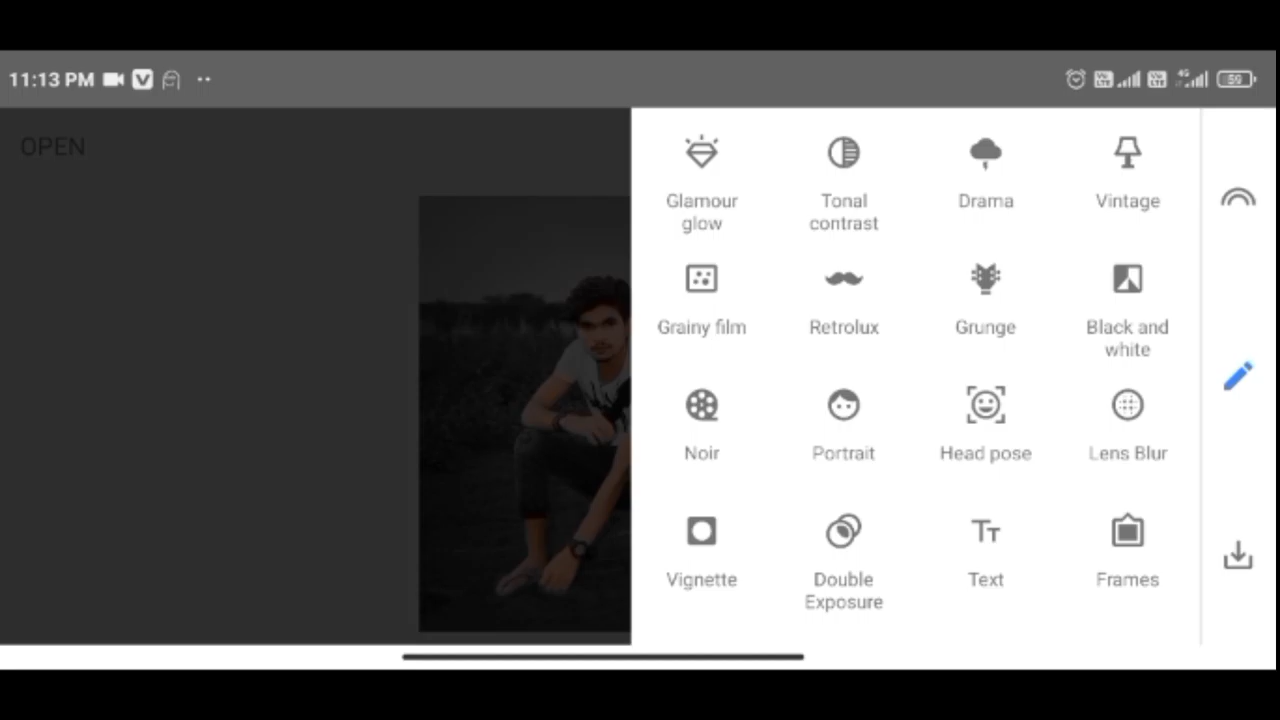 11:13 PM
59
OPEN
Glamour
glow
Tonal
contrast
Drama
Vintage
Grainy film
Retrolux
Grunge
Black and
white
Noir
Portrait
Head pose
Lens Blur
Vignette
Double
Exposure
Text
Frames